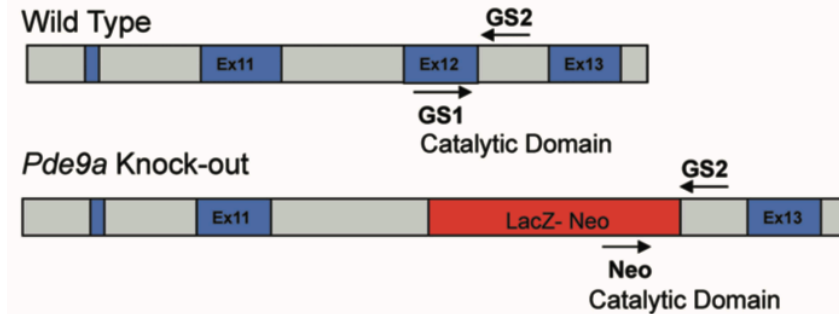 Wild Type
GS2
Ex11
Ex12
Ex13
GS1
Catalytic Domain
Pde9a Knock-out
GS2
Ex11
LacZ- Neo
Ex13
Neo
Catalytic Domain